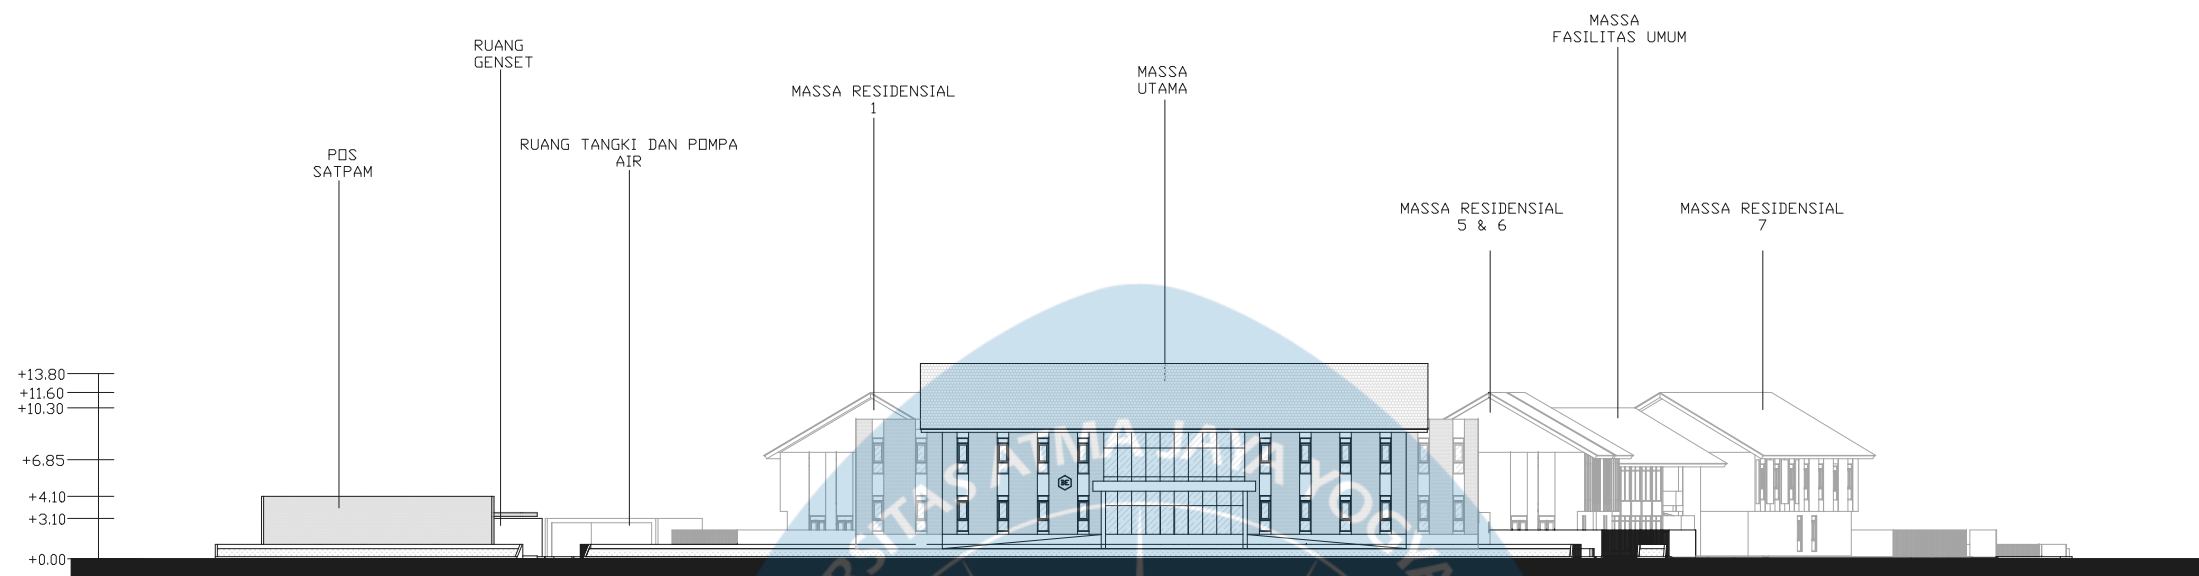 MASSA
FASILITAS UMUM
RUANG
GENSET
MASSA
UTAMA
MASSA RESIDENSIAL
1
RUANG TANGKI DAN POMPA
AIR
POS
SATPAM
MASSA RESIDENSIAL
5 & 6
MASSA RESIDENSIAL
7
+13.80
+11.60
+10.30
+6.85
+4.10
+3.10
+0.00
ATMA JAYA